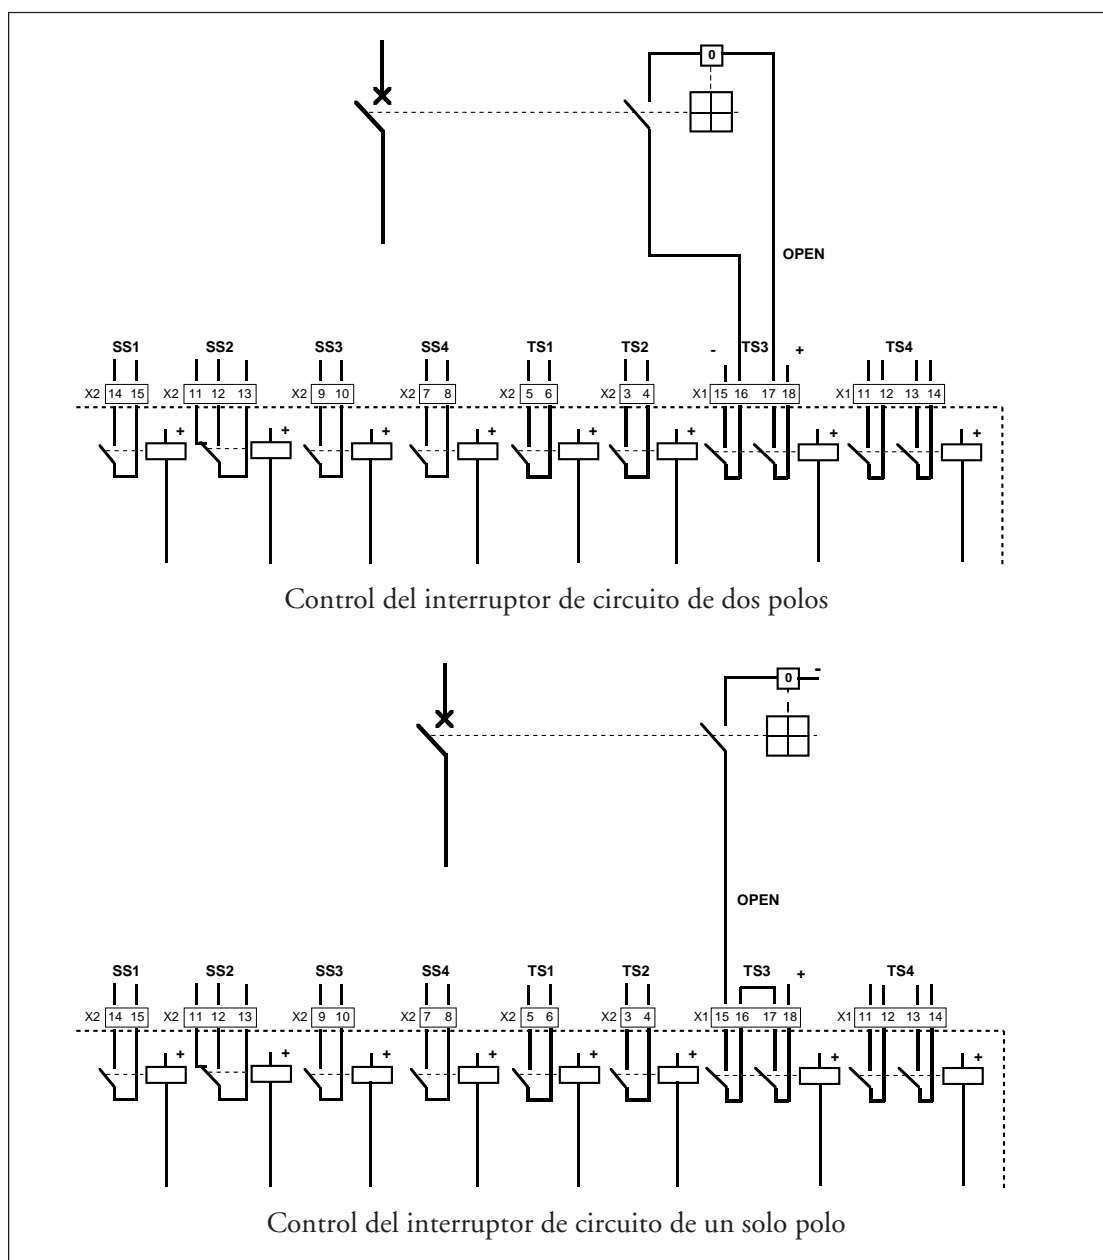 0
OPEN
SS1 SS2 SS3 SS4 TS1 TS2 - TS3 + TS4
X2 14 15 X2 11 12 13 X2 9 10 X2 7 8 X2 5 6 X2 3 4 X1 15 16 17 18 X1 11 12 13 14
+ + + + + + + +
Control del interruptor de circuito de dos polos
0 -
OPEN
SS1 SS2 SS3 SS4 TS1 TS2 TS3 + TS4
X2 14 15 X2 11 12 13 X2 9 10 X2 7 8 X2 5 6 X2 3 4 X1 15 16 17 18 X1 11 12 13 14
+ + + + + + + +
Control del interruptor de circuito de un solo polo